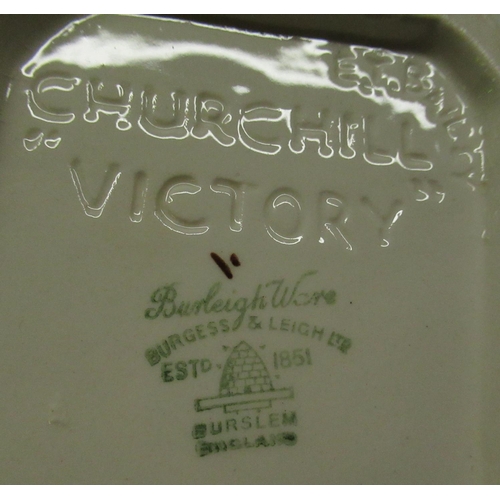 CHURCHILL
"VICTORY"
Burleigh Ware
BURGESS & LEIGH LTD
ESTD. 1851
BURSLEM
ENGLAND